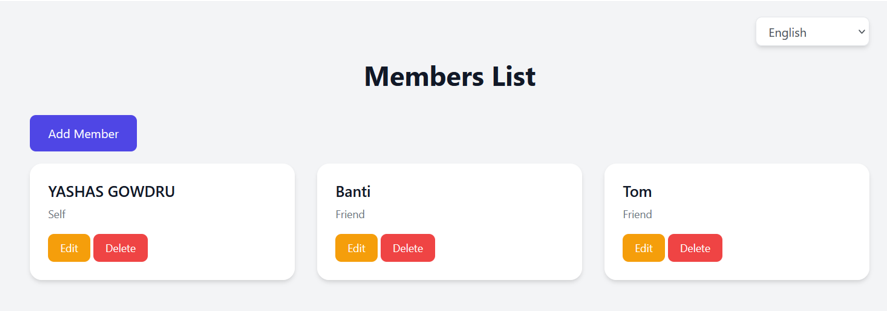 English
Members List
Add Member
YASHAS GOWDRU
Self
Edit Delete
Banti
Friend
Edit Delete
Tom
Friend
Edit Delete